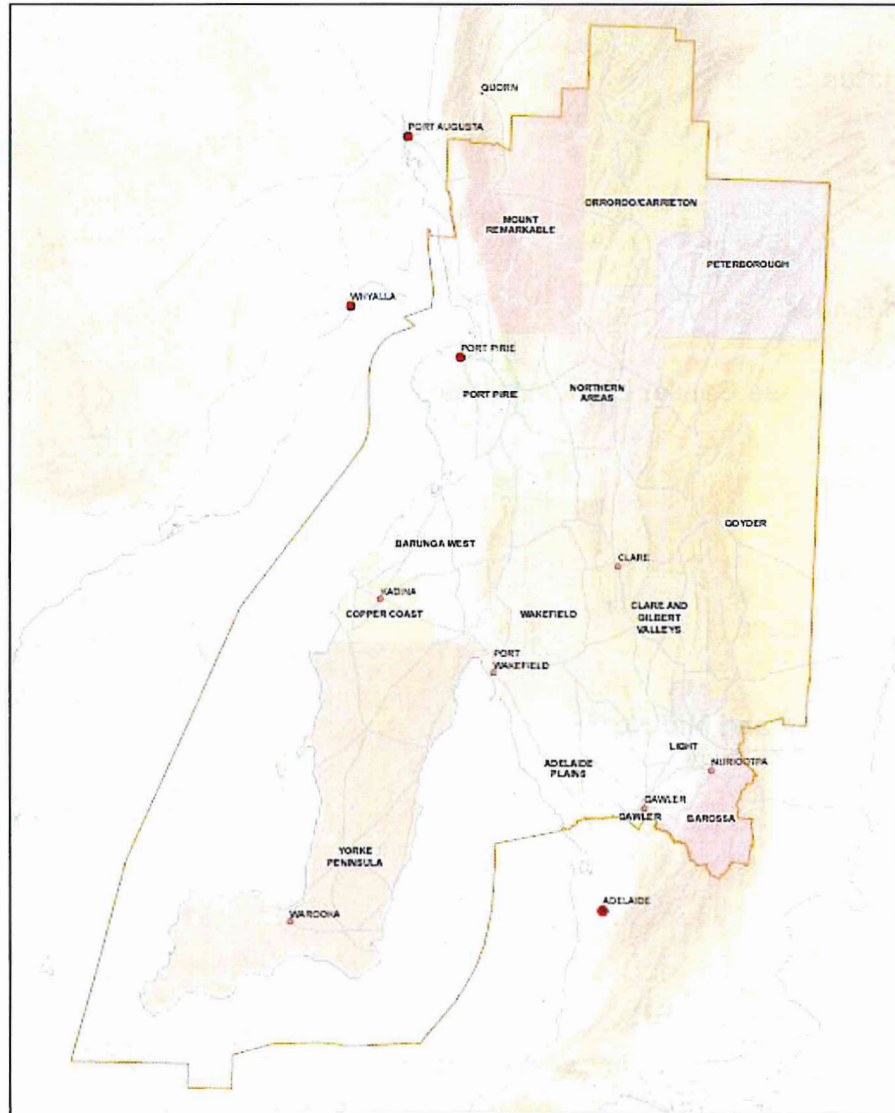 QUORN
PORT AUGUSTA
ORROROO/CARRIETON
MOUNT
REMARKABLE
PETERBOROUGH
WHYALLA
PORT PIRIE
PORT PIRIE
NORTHERN
AREAS
GOYDER
BARUNGA WEST
CLARE
KADINA
COPPER COAST
WAKEFIELD
CLARE AND
GILBERT
VALLEYS
PORT
WAKEFIELD
LIGHT
NURIOOTPA
ADELAIDE
PLAINS
GAWLER
GAWLER
BAROSSA
YORKE
PENINSULA
WAROOKA
ADELAIDE